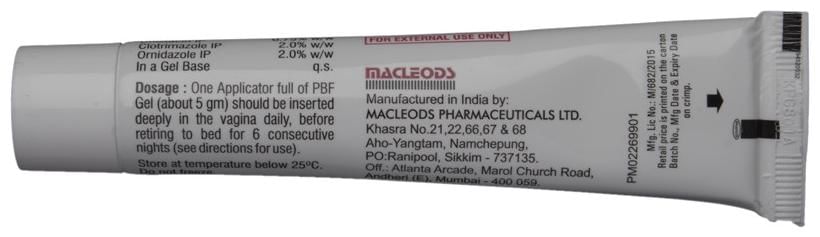 Clotrimazole IP 2.0% w/w
Ornidazole IP 2.0% w/w
In a Gel Base q.s.
Dosage : One Applicator full of PBF
Gel (about 5 gm) should be inserted
deeply in the vagina daily, before
retiring to bed for 6 consecutive
nights (see directions for use).
Store at temperature below 25ºC.
Do not freeze
FOR EXTERNAL USE ONLY
MACLEODS
Manufactured in India by:
MACLEODS PHARMACEUTICALS LTD.
Khasra No.21,22,66,67 & 68
Aho-Yangtam, Namchepung,
PO:Ranipool, Sikkim - 737135.
Off.: Atlanta Arcade, Marol Church Road,
Andheri (E), Mumbai - 400 059.
PM02269901
Mfg. Lic No.: M/682/2015
Retail price is printed on the carton
Batch No., Mfg Date & Expiry Date
on crimp.